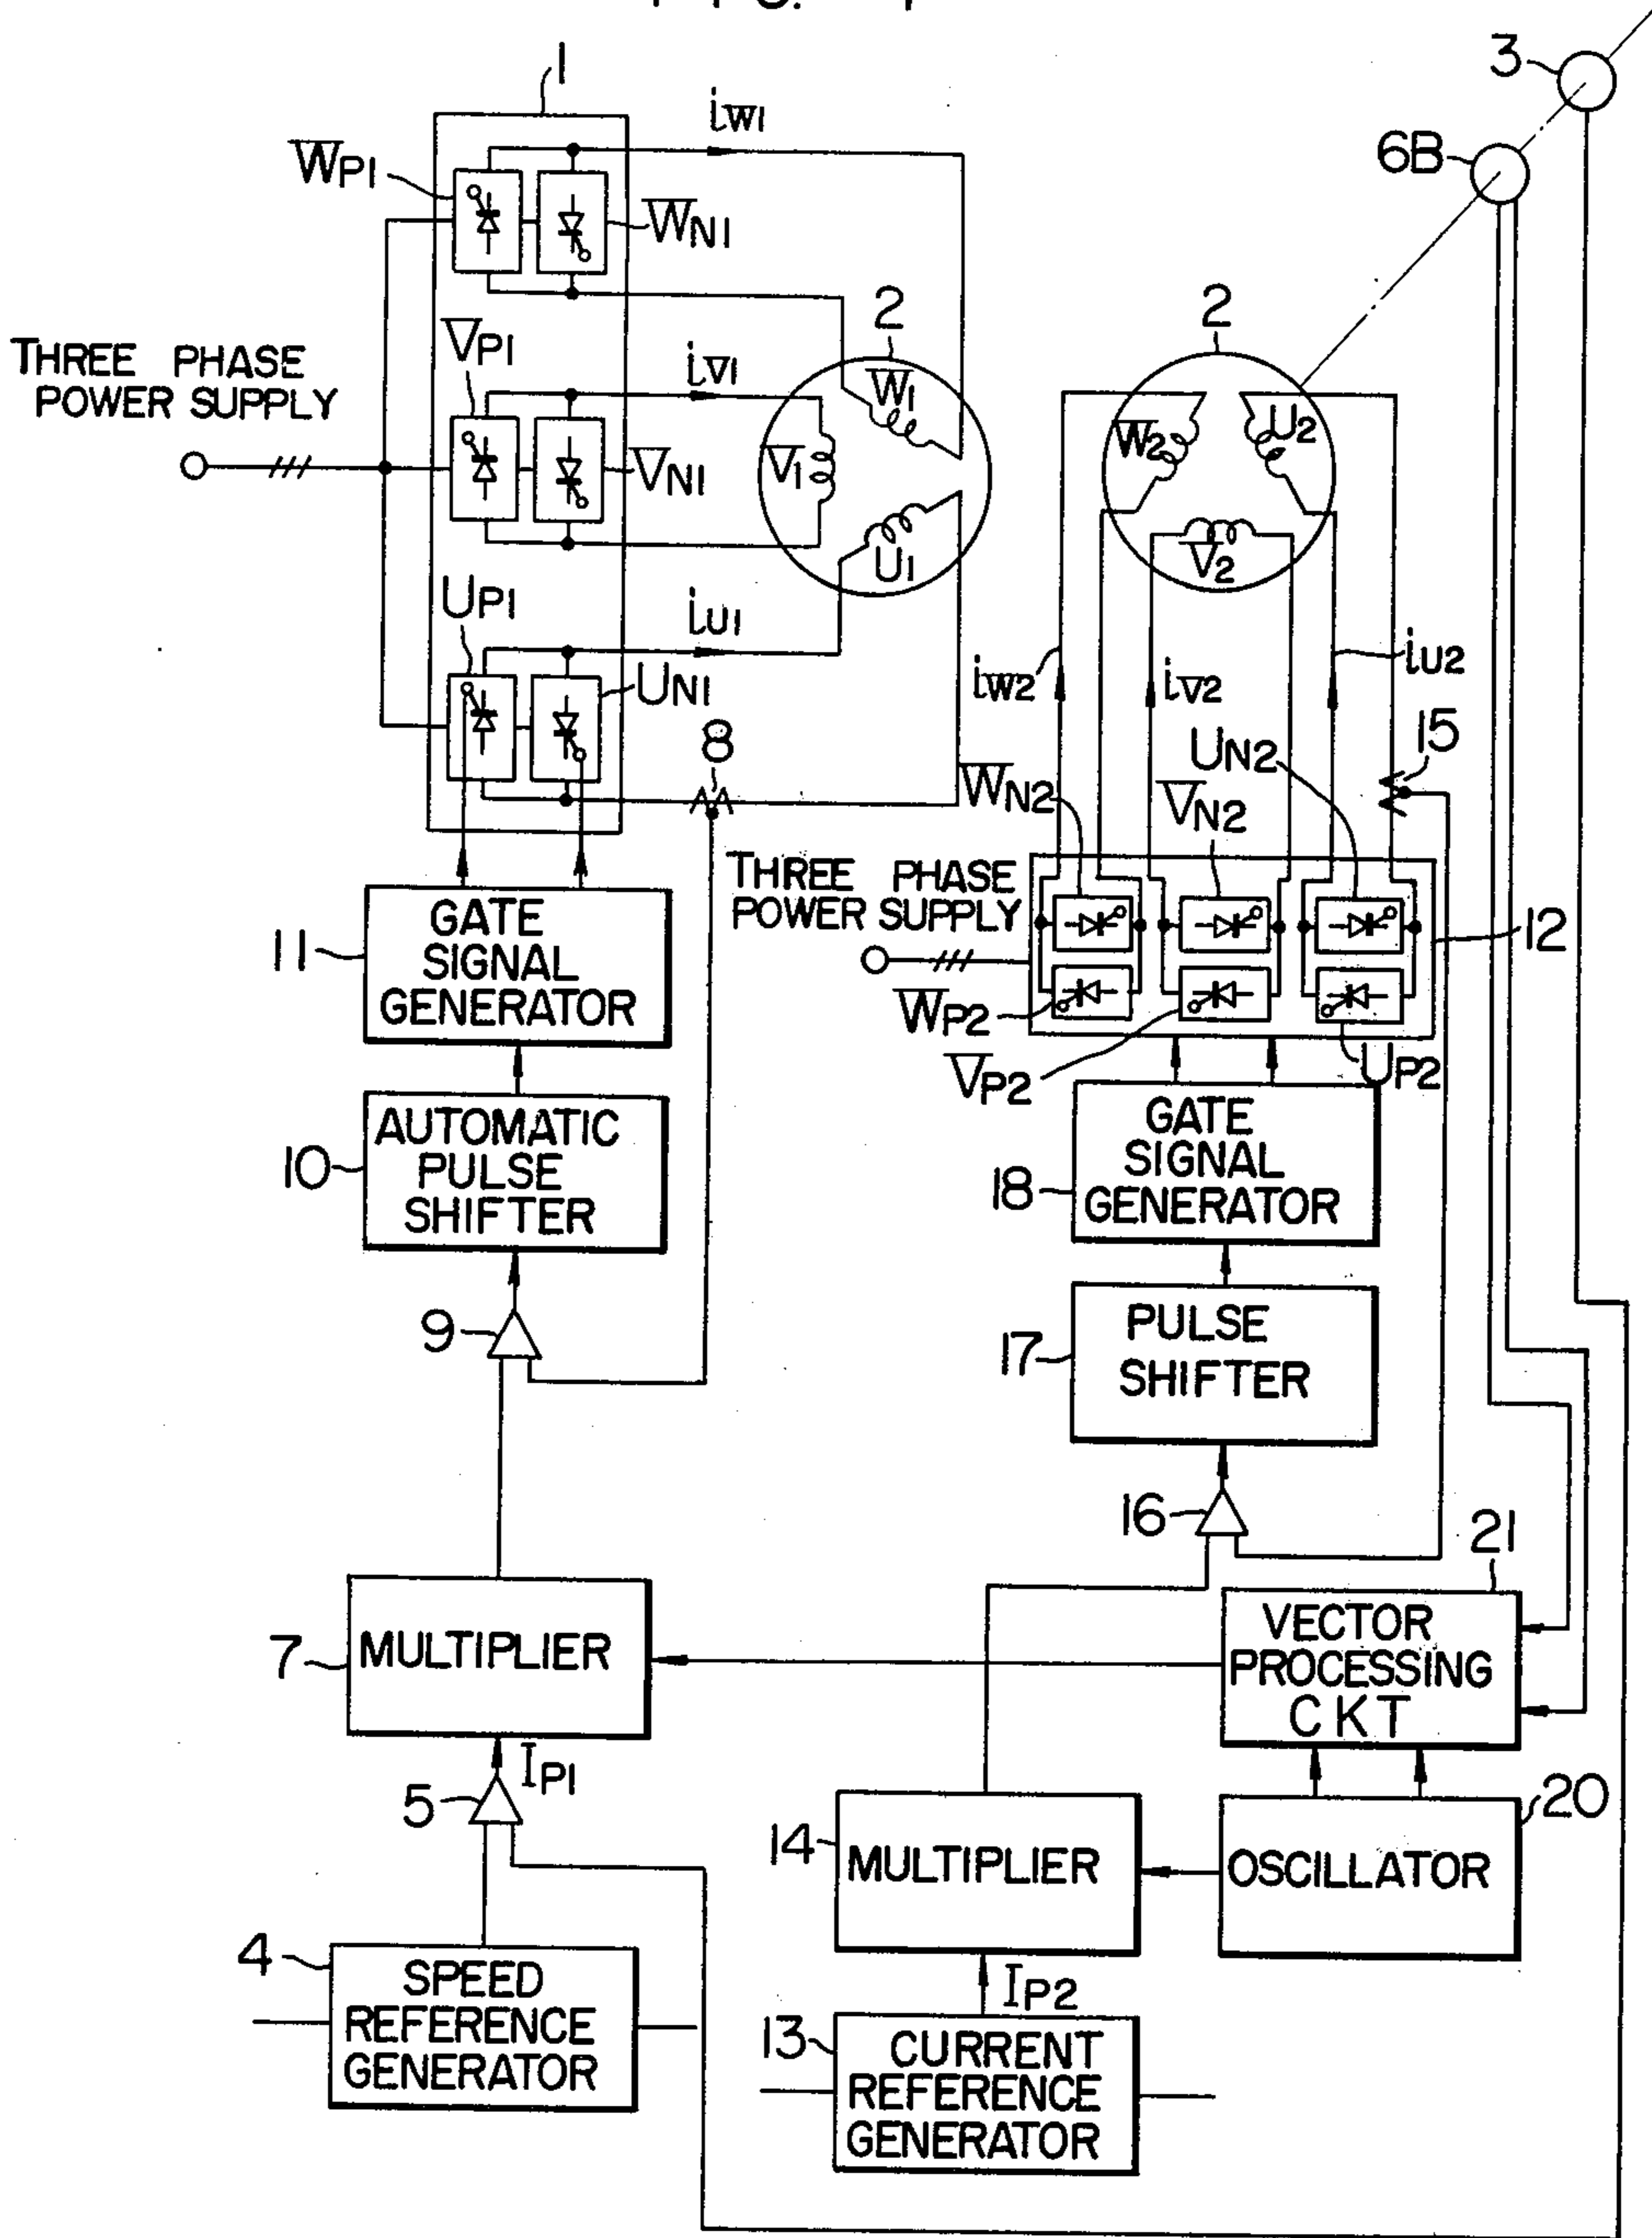 3
1
iW1
6B
WP1
WN1
2
2
THREE PHASE
POWER SUPPLY
VP1
iV1
W1
W2
U2
V1
VN1
U1
V2
UP1
iU1
iW2
iV2
iU2
UN1
8
WN2
UN2
15
VN2
THREE PHASE
POWER SUPPLY
11
GATE
SIGNAL
GENERATOR
12
WP2
VP2
UP2
10
AUTOMATIC
PULSE
SHIFTER
18
GATE
SIGNAL
GENERATOR
9
17
PULSE
SHIFTER
16
21
7
MULTIPLIER
VECTOR
PROCESSING
CKT
IP1
5
20
14
MULTIPLIER
OSCILLATOR
4
SPEED
REFERENCE
GENERATOR
IP2
13
CURRENT
REFERENCE
GENERATOR